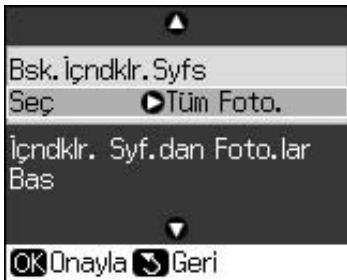 Bsk.İçndklr.Syfs
Seç Tüm Foto.
İçndklr. Syf.dan Foto.lar
Bas
OK Onayla Geri